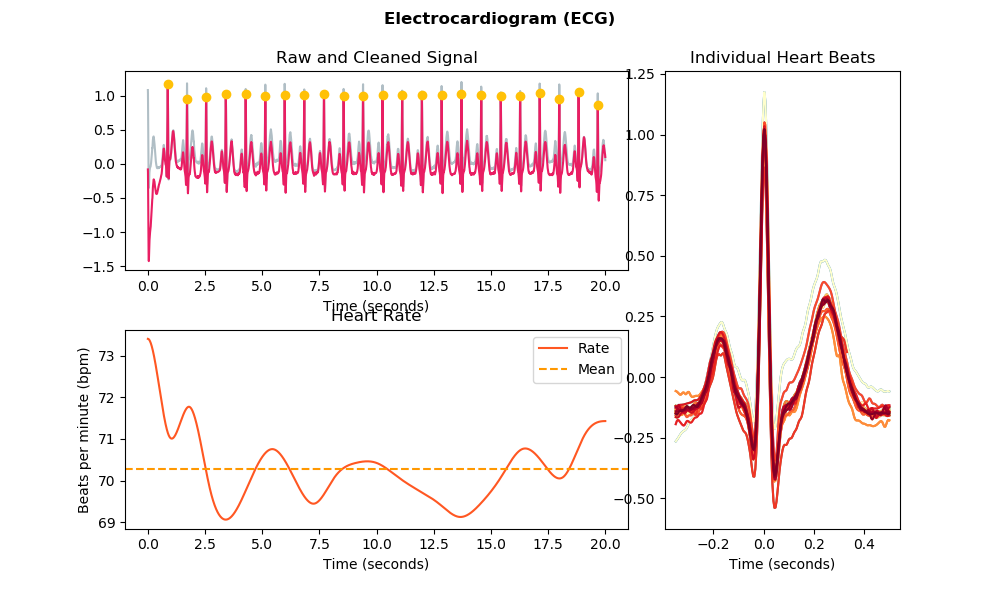 Electrocardiogram (ECG)
Raw and Cleaned Signal
1.0
0.5
0.0
−0.5
−1.0
−1.5
0.0 2.5 5.0 7.5 10.0 12.5 15.0 17.5 20.0
Time (seconds)
Heart Rate
Rate
Mean
Beats per minute (bpm)
73
72
71
70
69
0.0 2.5 5.0 7.5 10.0 12.5 15.0 17.5 20.0
Time (seconds)
Individual Heart Beats
1.25
1.00
0.75
0.50
0.25
0.00
−0.25
−0.50
−0.2 0.0 0.2 0.4
Time (seconds)